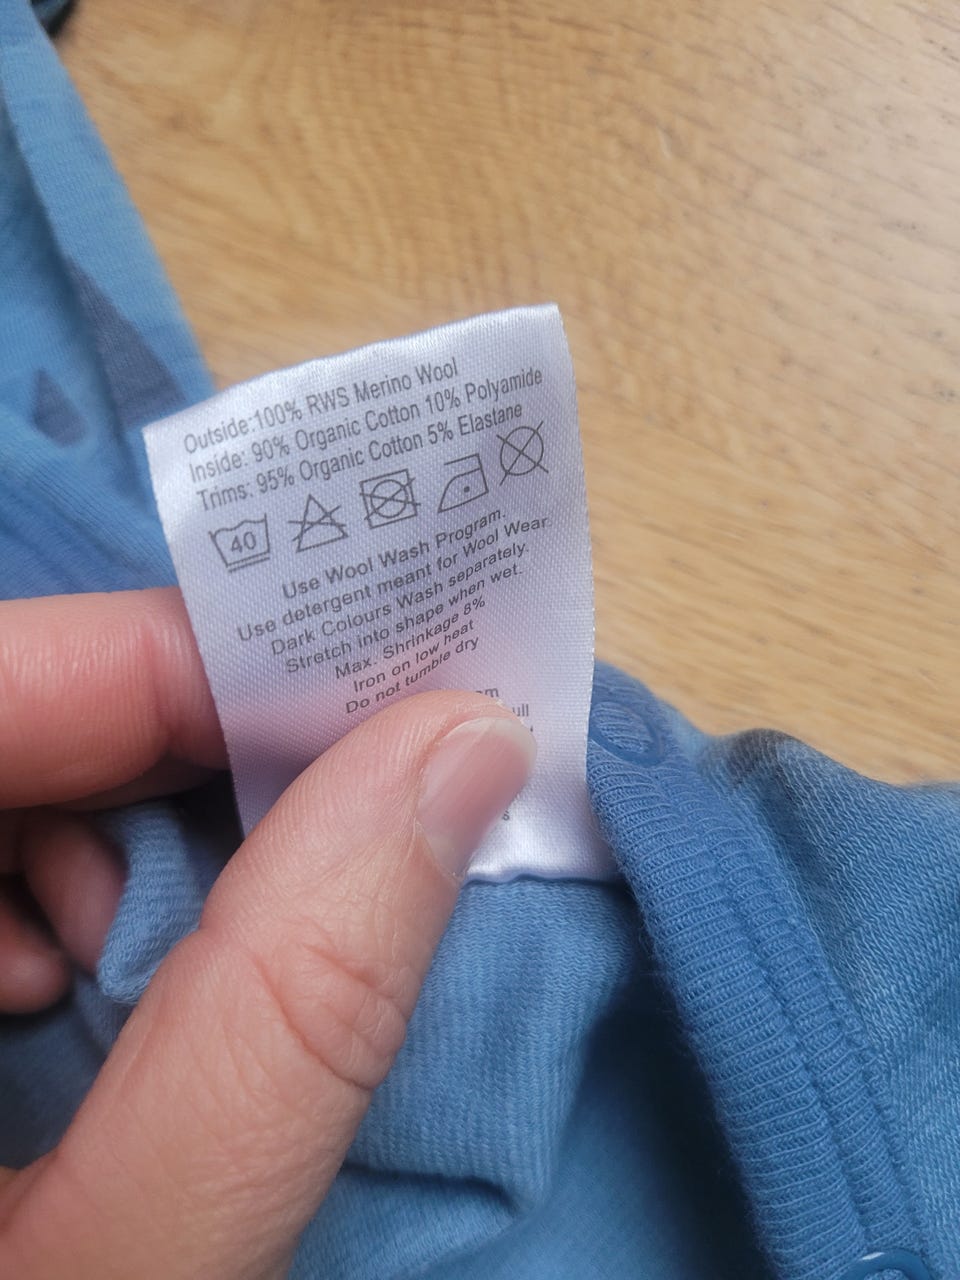 Outside:100% RWS Merino Wool
Inside: 90% Organic Cotton 10% Polyamide
Trims: 95% Organic Cotton 5% Elastane
40
Use Wool Wash Program.
Use detergent meant for Wool Wear.
Dark Colours Wash separately.
Stretch into shape when wet.
Max. Shrinkage 8%
Iron on low heat
Do not tumble dry